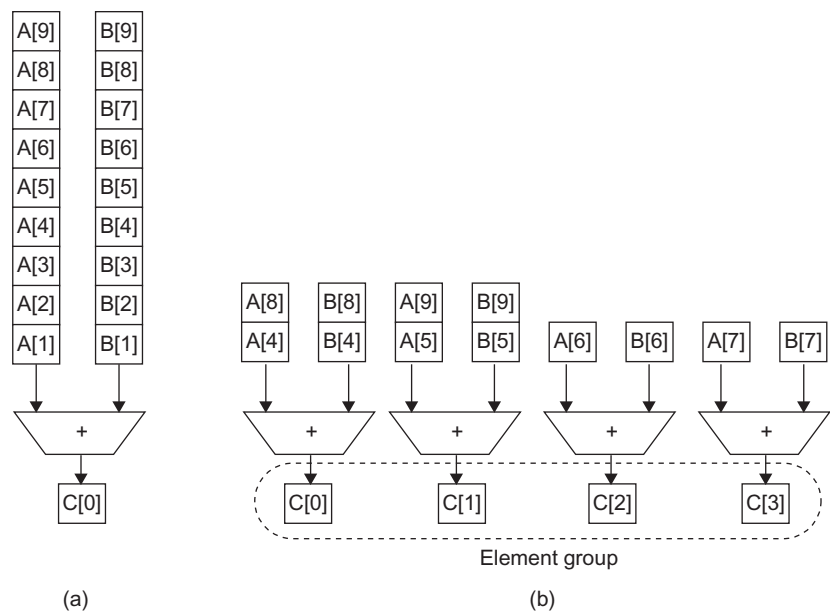 A[9] B[9]
A[8] B[8]
A[7] B[7]
A[6] B[6]
A[5] B[5]
A[4] B[4]
A[3] B[3]
A[2] B[2]
A[1] B[1]
+
C[0]
(a)
A[8] B[8] A[9] B[9]
A[4] B[4] A[5] B[5] A[6] B[6] A[7] B[7]
+ + + +
C[0] C[1] C[2] C[3]
Element group
(b)